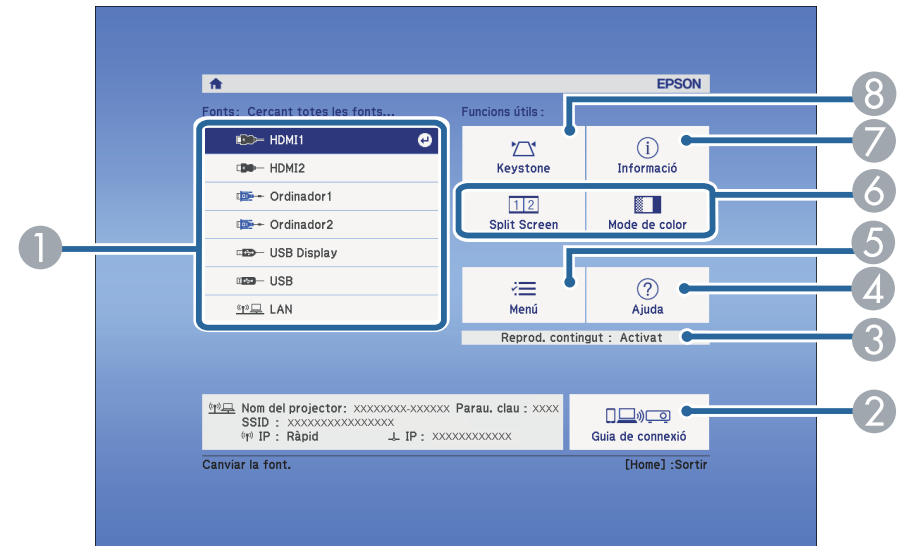 EPSON
Fonts: Cercant totes les fonts...
Funcions útils :
HDMI1
HDMI2
Ordinador1
Ordinador2
USB Display
USB
LAN
Keystone
Informació
Split Screen
Mode de color
Menú
Ajuda
Reprod. contingut : Activat
Nom del projector: XXXXXXXX-XXXXXX Parau. clau : XXXX
SSID : XXXXXXXXXXXXXXXX
IP : Ràpid IP : XXXXXXXXXXXX
Guia de connexió
Canviar la font.
[Home] :Sortir
1
8
7
6
5
4
3
2
1 2